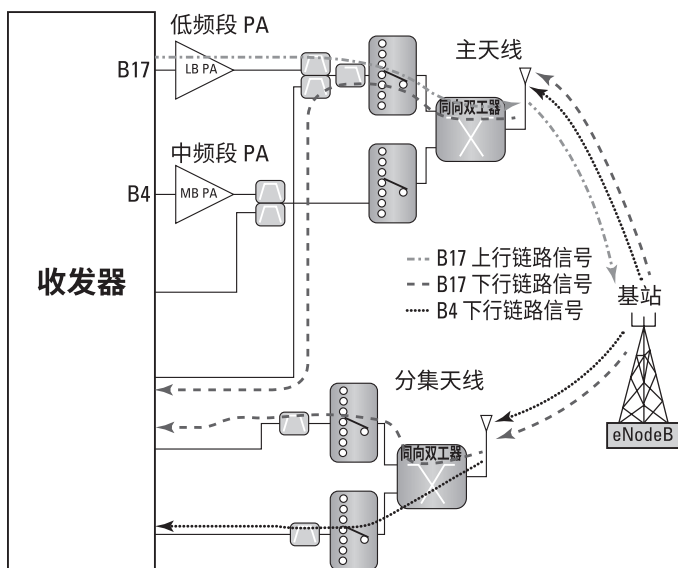 低频段 PA
B17
LB PA
主天线
同向双工器
中频段 PA
B4
MB PA
收发器
B17 上行链路信号
B17 下行链路信号
B4 下行链路信号
基站
eNodeB
分集天线
同向双工器